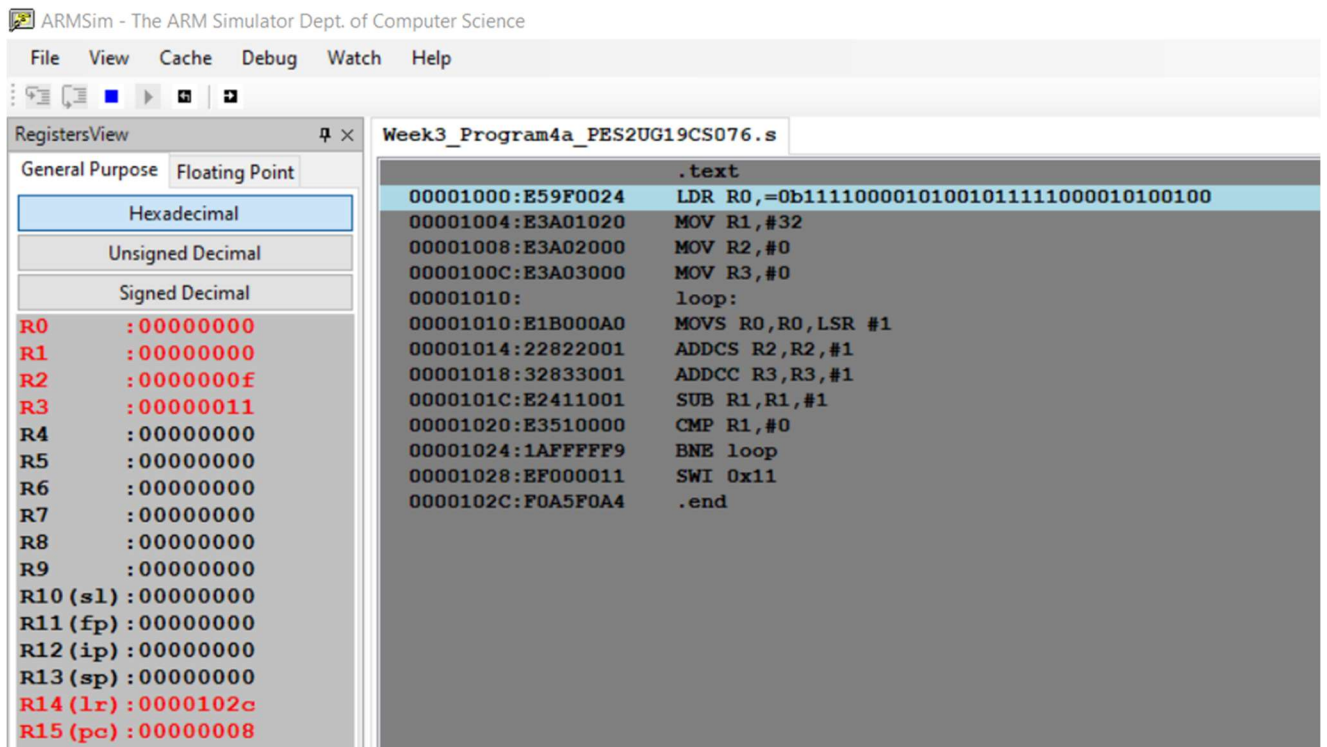 ARMSim - The ARM Simulator Dept. of Computer Science
File View Cache Debug Watch Help
RegistersView
General Purpose Floating Point
Hexadecimal
Unsigned Decimal
Signed Decimal
R0 :00000000
R1 :00000000
R2 :0000000f
R3 :00000011
R4 :00000000
R5 :00000000
R6 :00000000
R7 :00000000
R8 :00000000
R9 :00000000
R10(sl):00000000
R11(fp):00000000
R12(ip):00000000
R13(sp):00000000
R14(lr):0000102c
R15(pc):00000008
Week3_Program4a_PES2UG19CS076.s
.text
00001000:E59F0024 LDR R0,=0b11110000101001011111000010100100
00001004:E3A01020 MOV R1,#32
00001008:E3A02000 MOV R2,#0
0000100C:E3A03000 MOV R3,#0
00001010: loop:
00001010:E1B000A0 MOVS R0,R0,LSR #1
00001014:22822001 ADDCS R2,R2,#1
00001018:32833001 ADDCC R3,R3,#1
0000101C:E2411001 SUB R1,R1,#1
00001020:E3510000 CMP R1,#0
00001024:1AFFFFF9 BNE loop
00001028:EF000011 SWI 0x11
0000102C:F0A5F0A4 .end